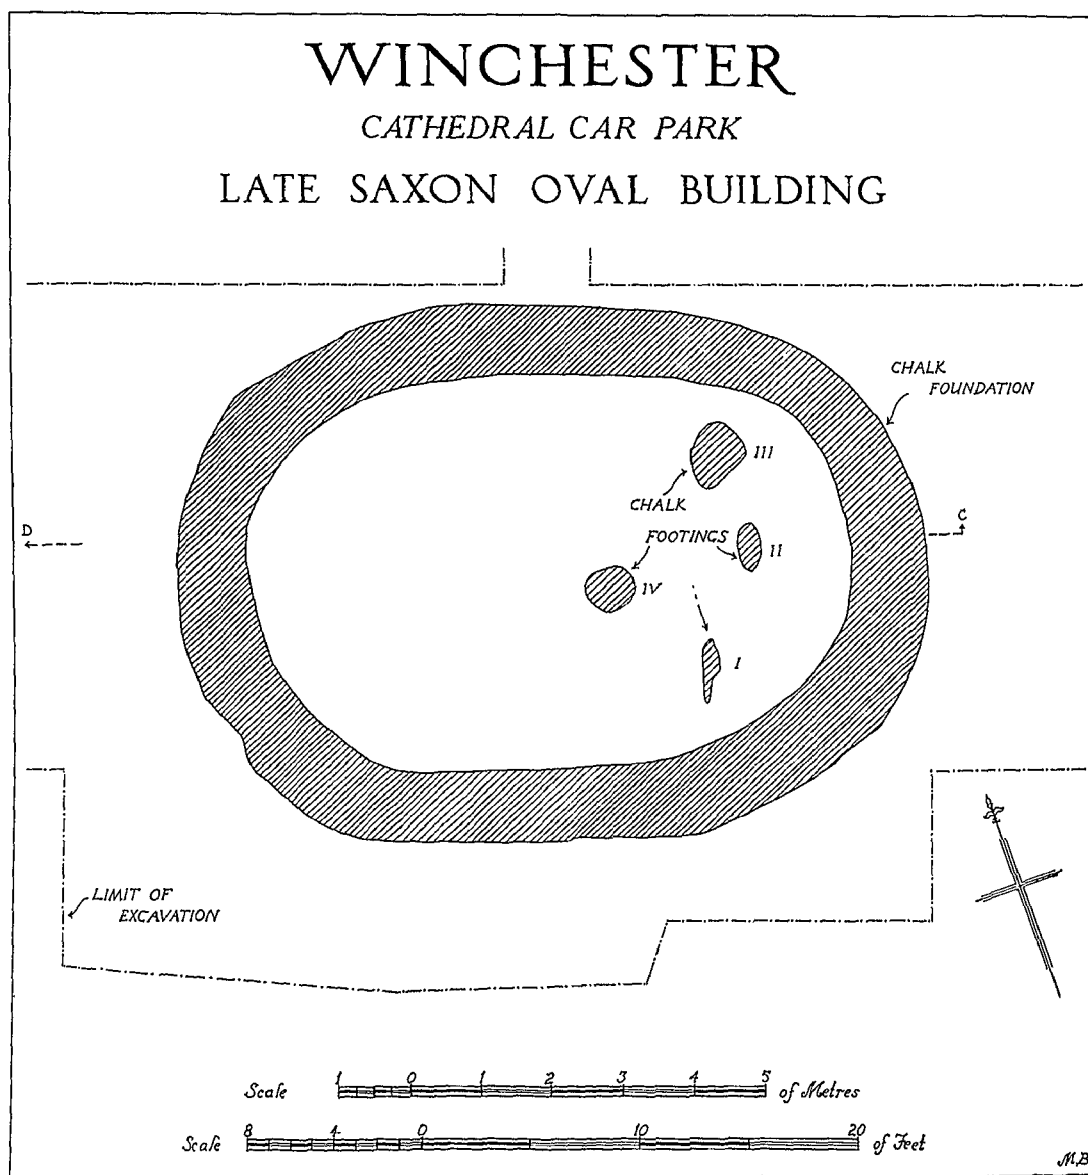 WINCHESTER
CATHEDRAL CAR PARK
LATE SAXON OVAL BUILDING
CHALK
FOUNDATION
III
CHALK
D
C
FOOTINGS
II
IV
I
LIMIT OF
EXCAVATION
Scale 1 0 1 2 3 4 5 of Metres
Scale 8 4 0 10 20 of Feet
M.B